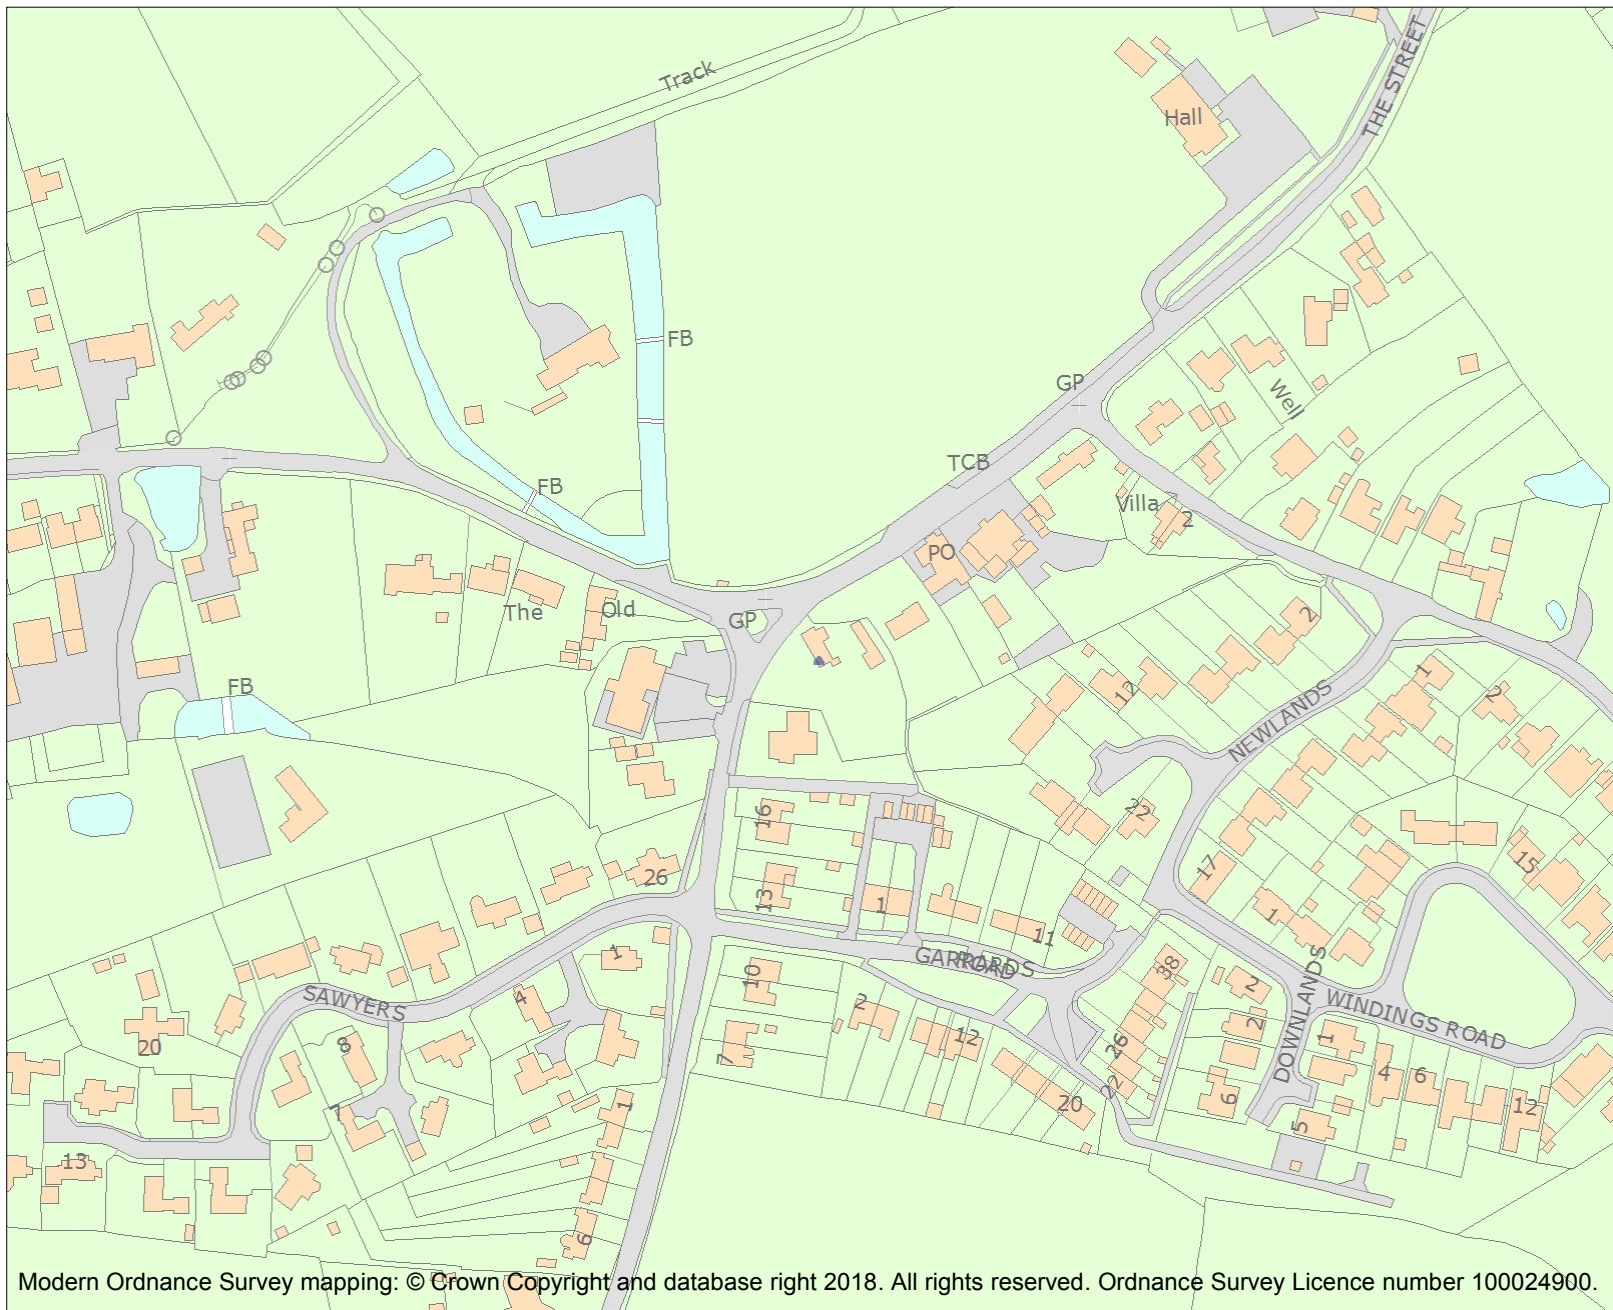 Track
THE STREET
Hall
FB
GP
Well
TCB
FB
Villa
2
PO
The
Old
GP
2
FB
12
1
2
NEWLANDS
22
16
17
15
26
13
1
1
11
GARRARDS
ROAD
1
38
10
2
SAWYERS
4
2
2
WINDINGS ROAD
DOWNLANDS
20
8
7
12
26
1
4
6
22
20
6
12
7
1
5
13
6
Modern Ordnance Survey mapping: © Crown Copyright and database right 2018. All rights reserved. Ordnance Survey Licence number 100024900.